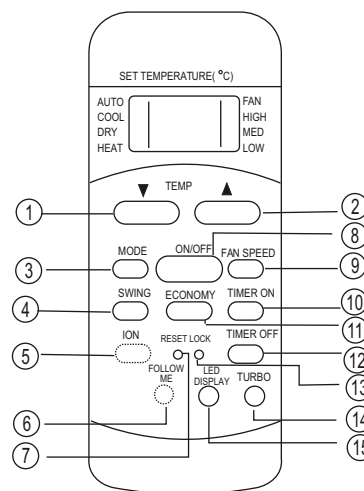 SET TEMPERATURE( °C)
AUTO FAN
COOL HIGH
DRY MED
HEAT LOW
▼ TEMP ▲
1 2
8
MODE ON/OFF FAN SPEED
3 9
SWING ECONOMY TIMER ON
4 10
11
ION RESET LOCK TIMER OFF
5 12
FOLLOW ME LED DISPLAY TURBO
13
6 14
7 15